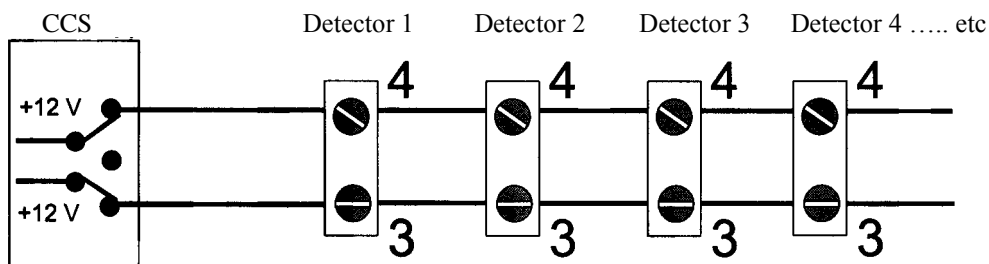 CCS Detector 1 Detector 2 Detector 3 Detector 4 ….. etc
4 4 4 4
+12 V
+12 V
3 3 3 3